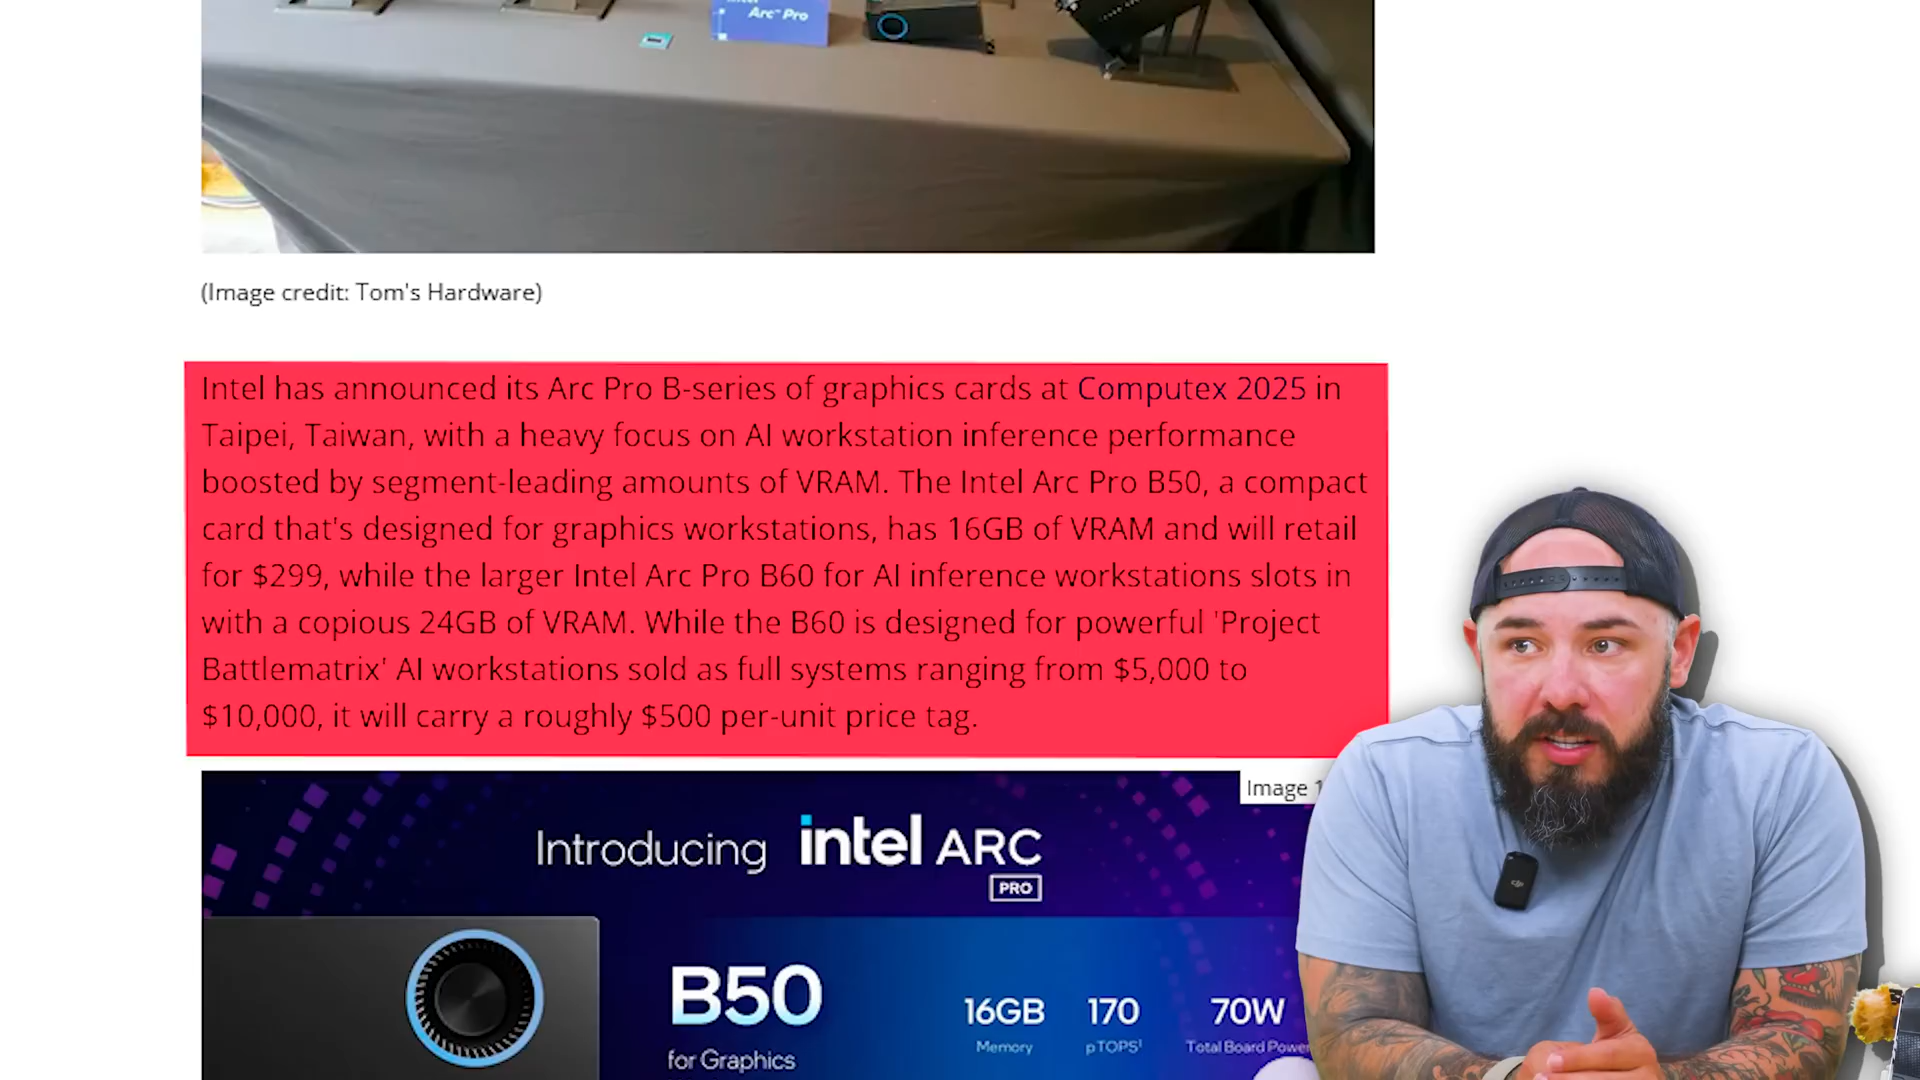 Arc™ Pro
(Image credit: Tom's Hardware)
Intel has announced its Arc Pro B-series of graphics cards at Computex 2025 in
Taipei, Taiwan, with a heavy focus on AI workstation inference performance
boosted by segment-leading amounts of VRAM. The Intel Arc Pro B50, a compact
card that's designed for graphics workstations, has 16GB of VRAM and will retail
for $299, while the larger Intel Arc Pro B60 for AI inference workstations slots in
with a copious 24GB of VRAM. While the B60 is designed for powerful 'Project
Battlematrix' AI workstations sold as full systems ranging from $5,000 to
$10,000, it will carry a roughly $500 per-unit price tag.
Image 1
Introducing intel ARC
PRO
B50
for Graphics
16GB
Memory
170
pTOPS¹
70W
Total Board Power
dji